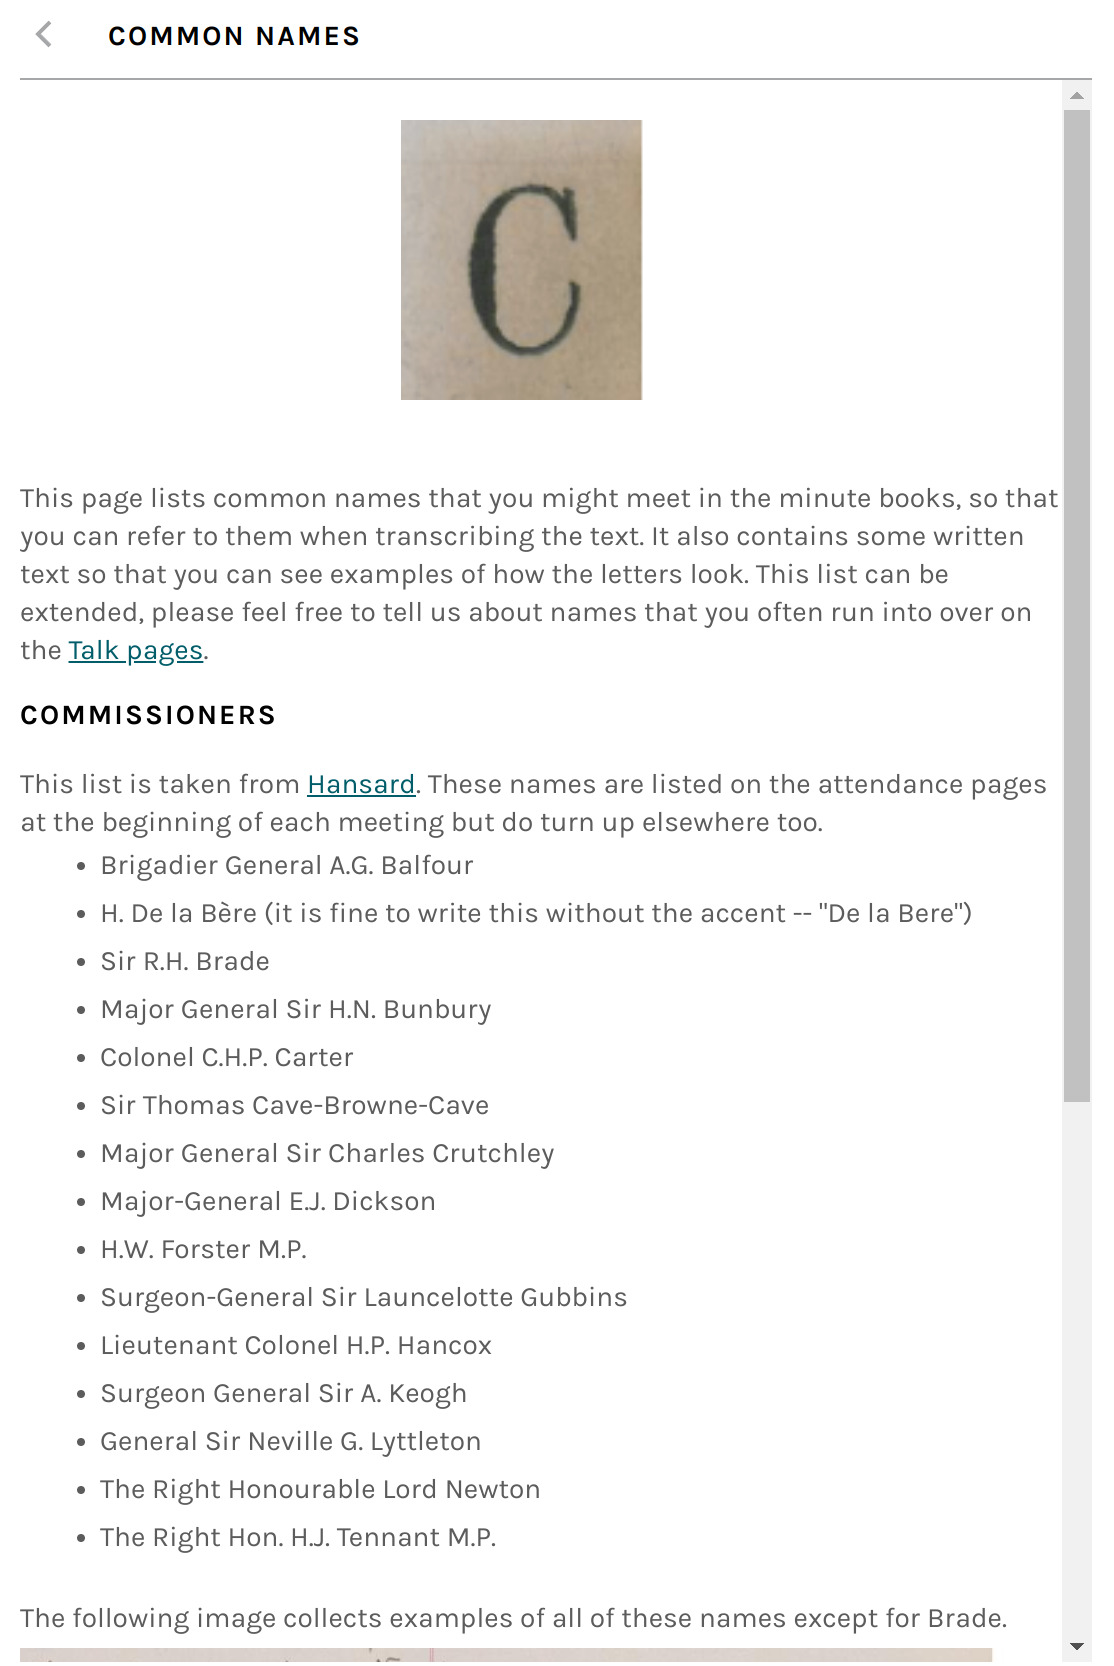 COMMON NAMES
C
This page lists common names that you might meet in the minute books, so that
you can refer to them when transcribing the text. It also contains some written
text so that you can see examples of how the letters look. This list can be
extended, please feel free to tell us about names that you often run into over on
the Talk pages.
COMMISSIONERS
This list is taken from Hansard. These names are listed on the attendance pages
at the beginning of each meeting but do turn up elsewhere too.
• Brigadier General A.G. Balfour
• H. De la Bère (it is fine to write this without the accent -- "De la Bere")
• Sir R.H. Brade
• Major General Sir H.N. Bunbury
• Colonel C.H.P. Carter
• Sir Thomas Cave-Browne-Cave
• Major General Sir Charles Crutchley
• Major-General E.J. Dickson
• H.W. Forster M.P.
• Surgeon-General Sir Launcelotte Gubbins
• Lieutenant Colonel H.P. Hancox
• Surgeon General Sir A. Keogh
• General Sir Neville G. Lyttleton
• The Right Honourable Lord Newton
• The Right Hon. H.J. Tennant M.P.
The following image collects examples of all of these names except for Brade.